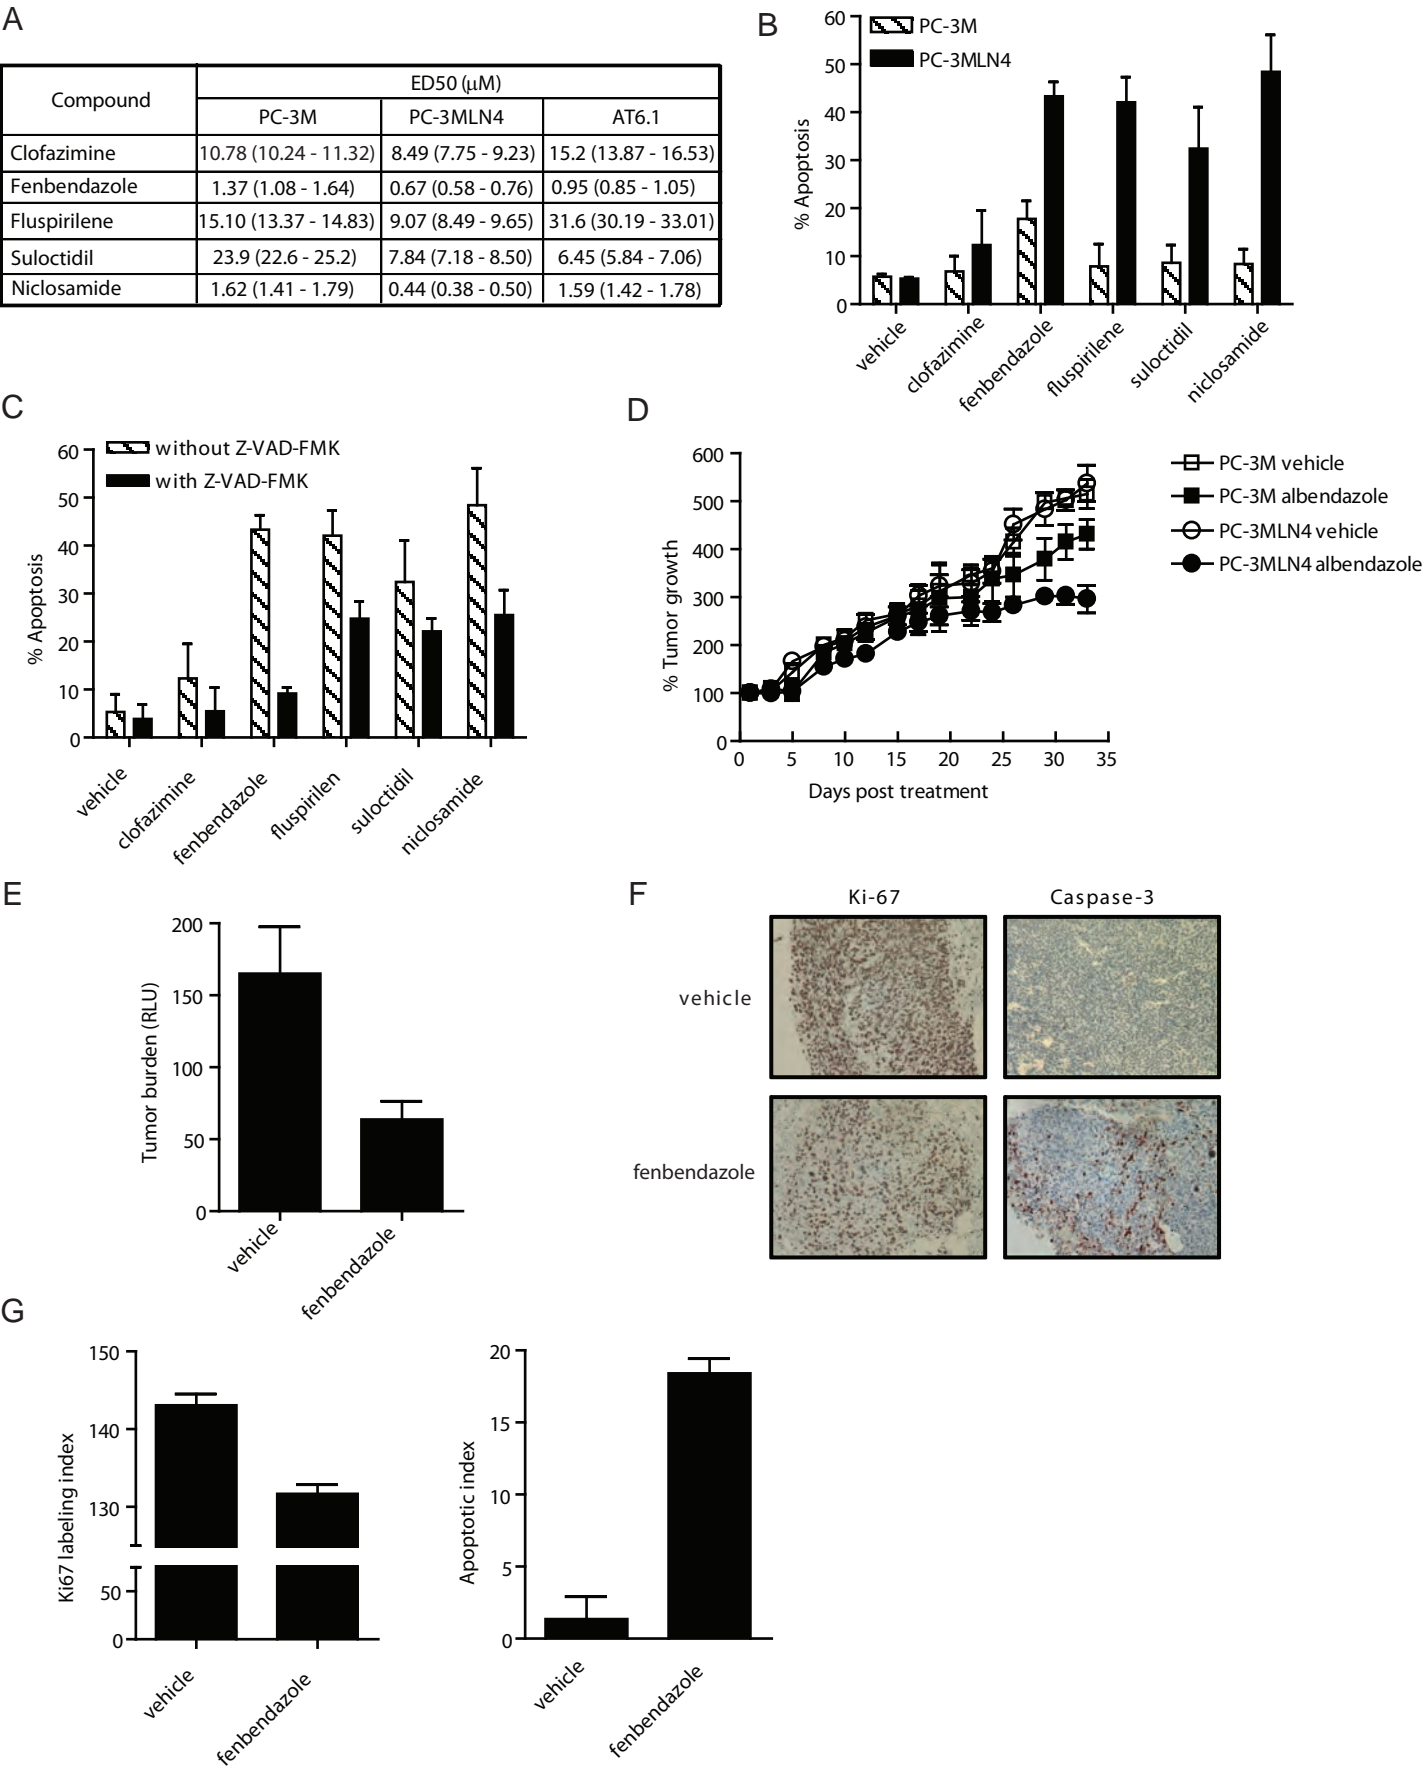 A
Compound
ED50 (μM)
PC-3M PC-3MLN4 AT6.1
Clofazimine 10.78 (10.24 - 11.32) 8.49 (7.75 - 9.23) 15.2 (13.87 - 16.53)
Fenbendazole 1.37 (1.08 - 1.64) 0.67 (0.58 - 0.76) 0.95 (0.85 - 1.05)
Fluspirilene 15.10 (13.37 - 14.83) 9.07 (8.49 - 9.65) 31.6 (30.19 - 33.01)
Suloctidil 23.9 (22.6 - 25.2) 7.84 (7.18 - 8.50) 6.45 (5.84 - 7.06)
Niclosamide 1.62 (1.41 - 1.79) 0.44 (0.38 - 0.50) 1.59 (1.42 - 1.78)
B
PC-3M
PC-3MLN4
% Apoptosis
60
50
40
30
20
10
0
vehicle
clofazimine
fenbendazole
fluspirilene
suloctidil
niclosamide
C
without Z-VAD-FMK
with Z-VAD-FMK
% Apoptosis
60
50
40
30
20
10
0
vehicle
clofazimine
fenbendazole
fluspirilen
suloctidil
niclosamide
D
% Tumor growth
600
500
400
300
200
100
0
0 5 10 15 20 25 30 35
Days post treatment
PC-3M vehicle
PC-3M albendazole
PC-3MLN4 vehicle
PC-3MLN4 albendazole
E
Tumor burden (RLU)
200
150
100
50
0
vehicle
fenbendazole
F
Ki-67 Caspase-3
vehicle
fenbendazole
G
Ki67 labeling index
150
140
130
50
0
vehicle
fenbendazole
Apoptotic index
20
15
10
5
0
vehicle
fenbendazole